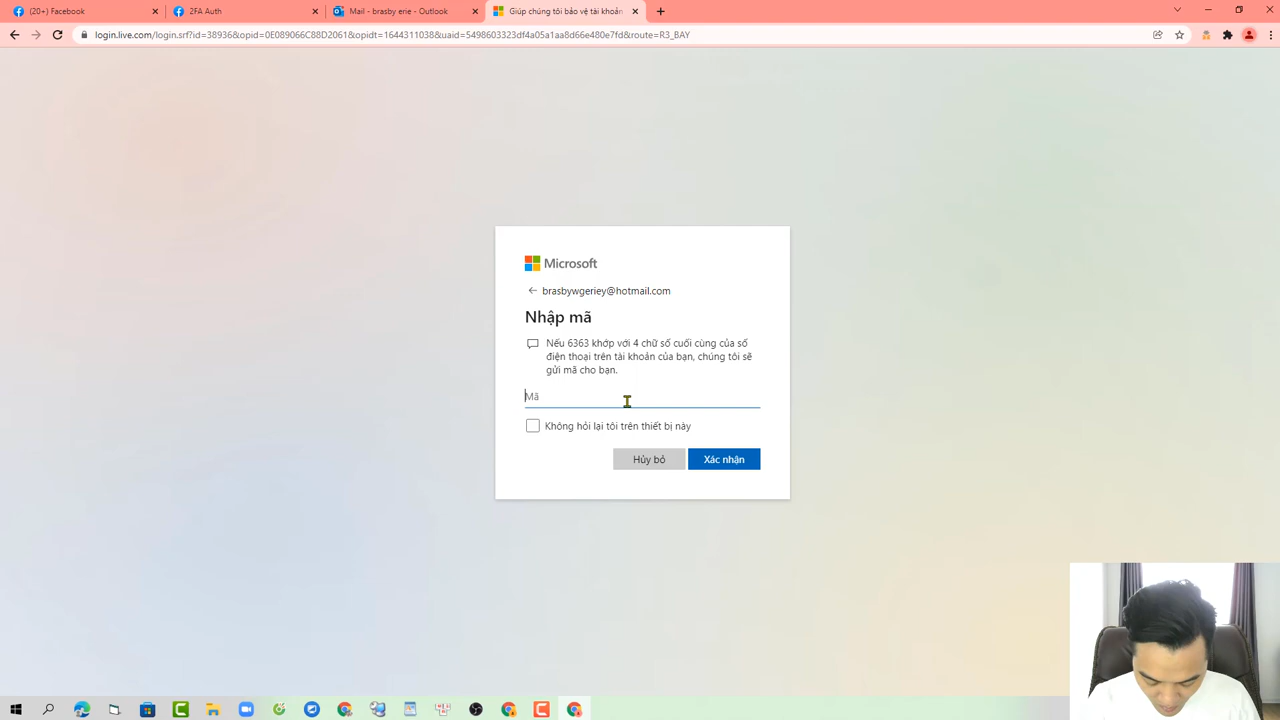 (20+) Facebook
2FA Auth
Mail - brasby erie - Outlook
Giúp chúng tôi bảo vệ tài khoản
login.live.com/login.srf?id=38936&opid=0E089066C88D2061&opidt=1644311038&uaid=5498603323df4a05a1aa8d66e480e7fd&route=R3_BAY
Microsoft
brasbywgeriey@hotmail.com
Nhập mã
Nếu 6363 khớp với 4 chữ số cuối cùng của số
điện thoại trên tài khoản của bạn, chúng tôi sẽ
gửi mã cho bạn.
Mã
Không hỏi lại tôi trên thiết bị này
Hủy bỏ
Xác nhận